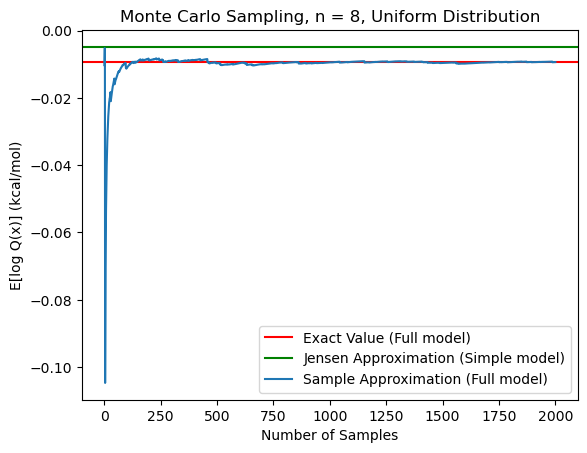 Monte Carlo Sampling, n = 8, Uniform Distribution
0.00
−0.02
−0.04
−0.06
−0.08
−0.10
E[log Q(x)] (kcal/mol)
Exact Value (Full model)
Jensen Approximation (Simple model)
Sample Approximation (Full model)
0 250 500 750 1000 1250 1500 1750 2000
Number of Samples